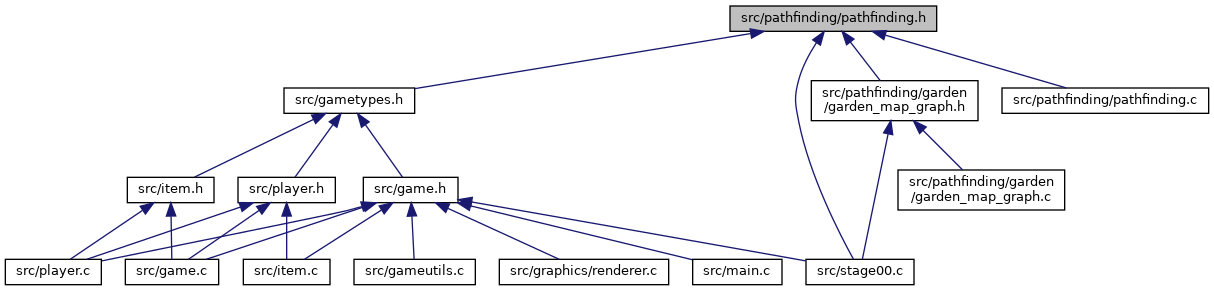 src/pathfinding/pathfinding.h
src/gametypes.h
src/pathfinding/garden
/garden_map_graph.h
src/pathfinding/pathfinding.c
src/item.h
src/player.h
src/game.h
src/pathfinding/garden
/garden_map_graph.c
src/player.c
src/game.c
src/item.c
src/gameutils.c
src/graphics/renderer.c
src/main.c
src/stage00.c